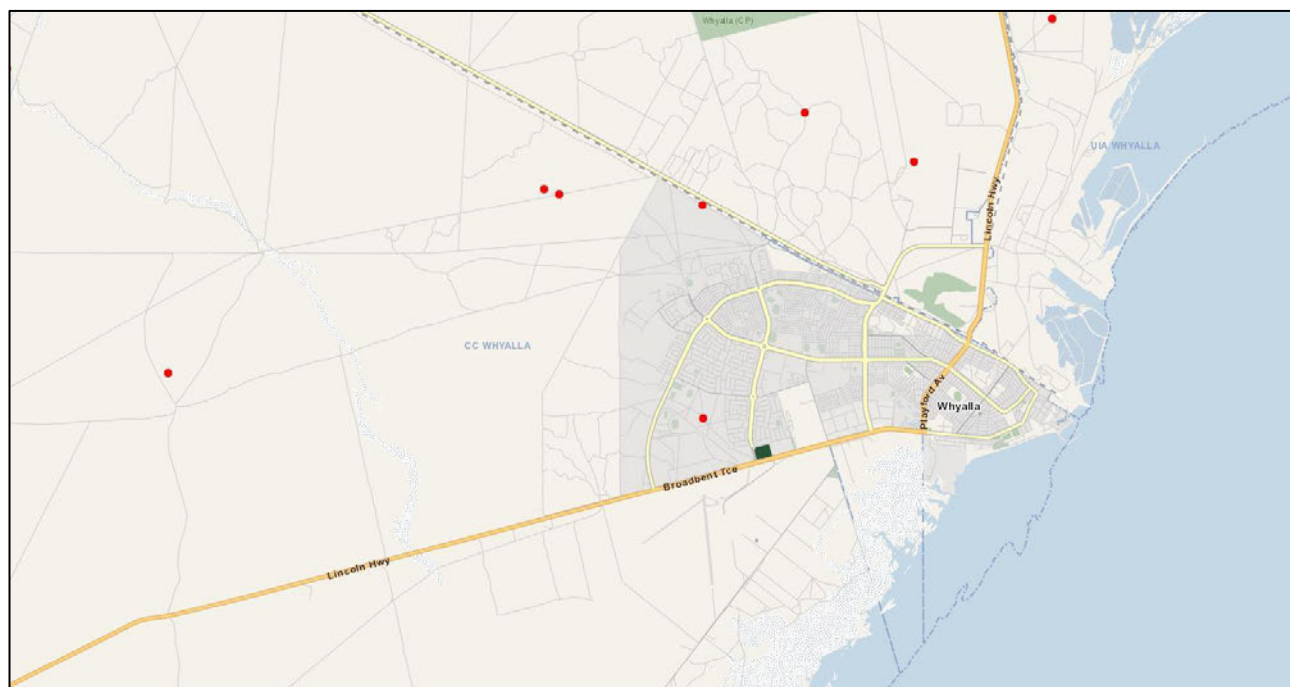 Whyalla (CP)
UIA WHYALLA
Lincoln Hwy
CC WHYALLA
Playford Av
Whyalla
Broadbent Tce
Lincoln Hwy